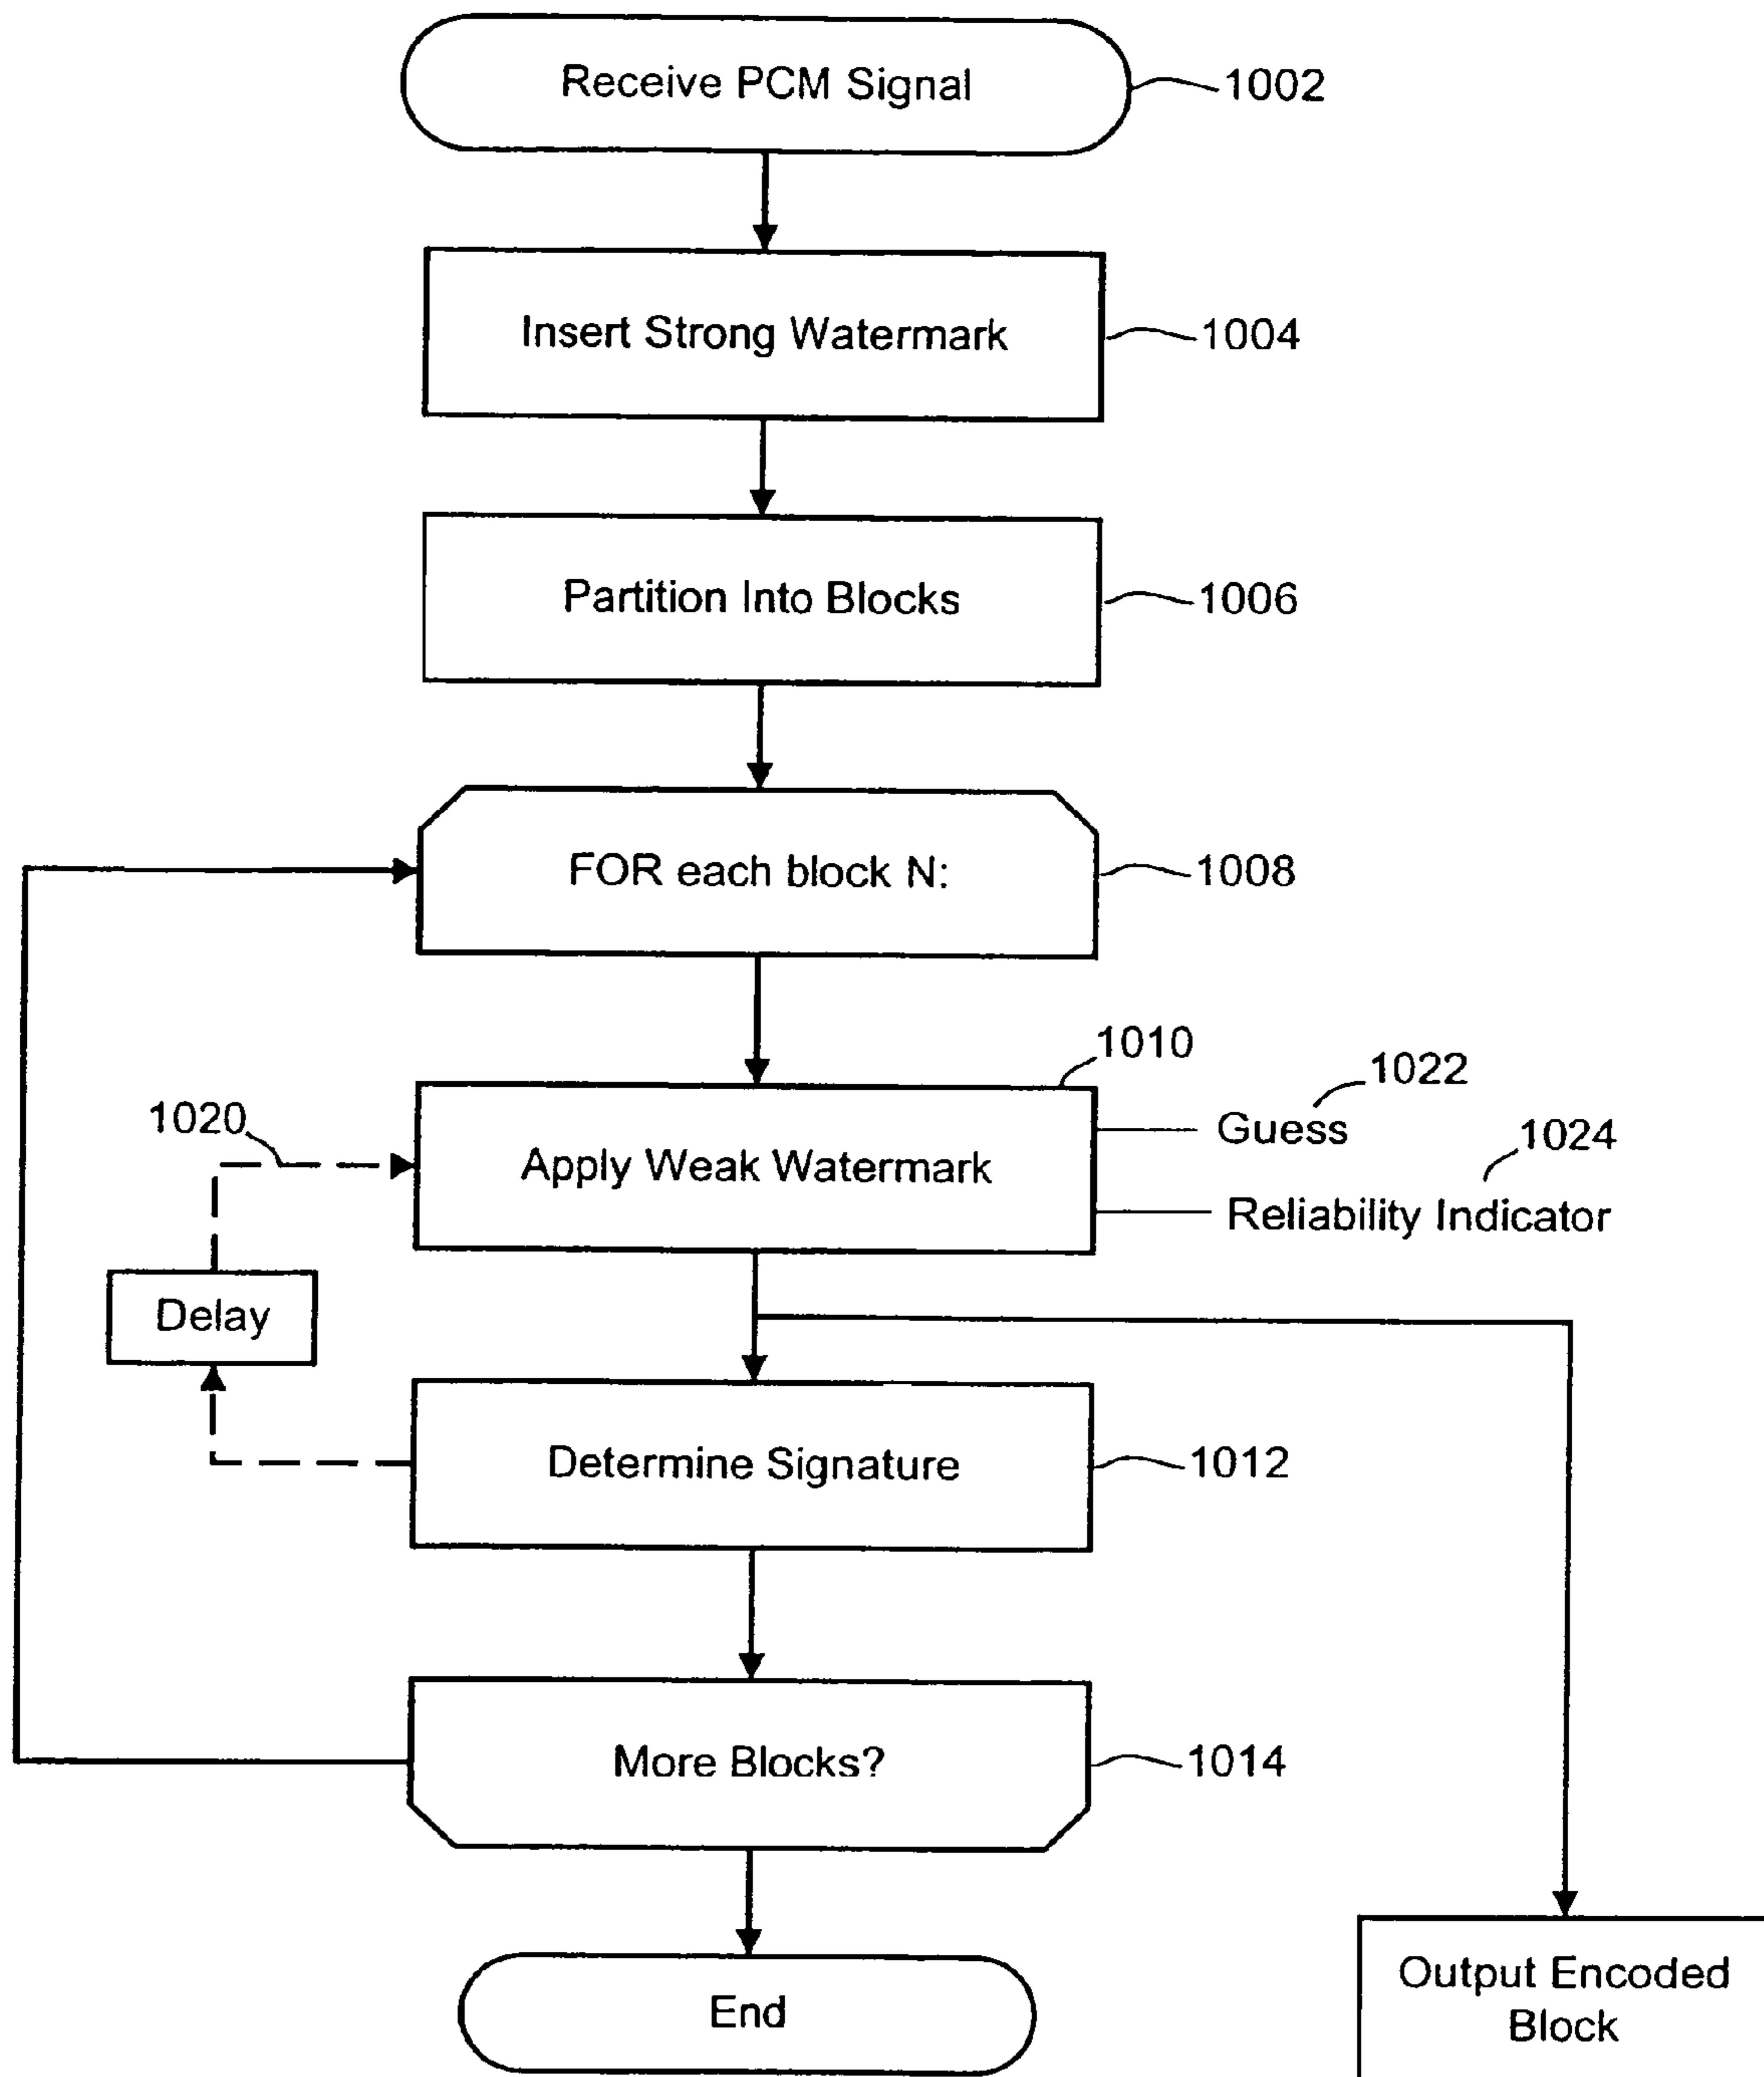 Receive PCM Signal
1002
Insert Strong Watermark
1004
Partition Into Blocks
1006
FOR each block N:
1008
1010
1022
Guess
1020
1024
Apply Weak Watermark
Reliability Indicator
Delay
Determine Signature
1012
More Blocks?
1014
End
Output Encoded
Block